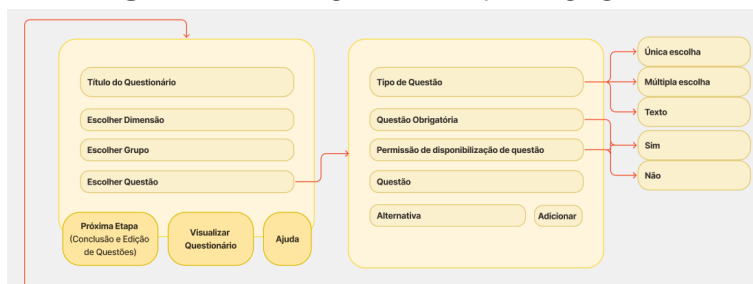 Título do Questionário
Escolher Dimensão
Escolher Grupo
Escolher Questão
Próxima Etapa
(Conclusão e Edição
de Questões)
Visualizar
Questionário
Ajuda
Tipo de Questão
Questão Obrigatória
Permissão de disponibilização de questão
Questão
Alternativa
Adicionar
Única escolha
Múltipla escolha
Texto
Sim
Não